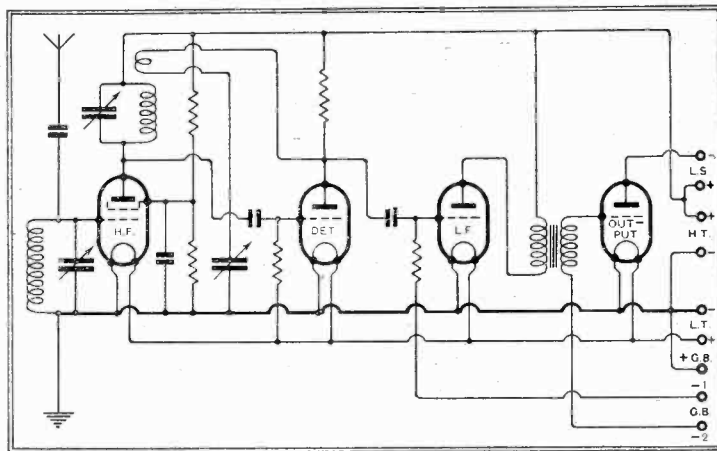 H.F.
DET
L.F.
OUT-
PUT
−
L.S
+
+
H.T.
−
−
L.T.
+
+ G.B.
−1
G.B.
−2